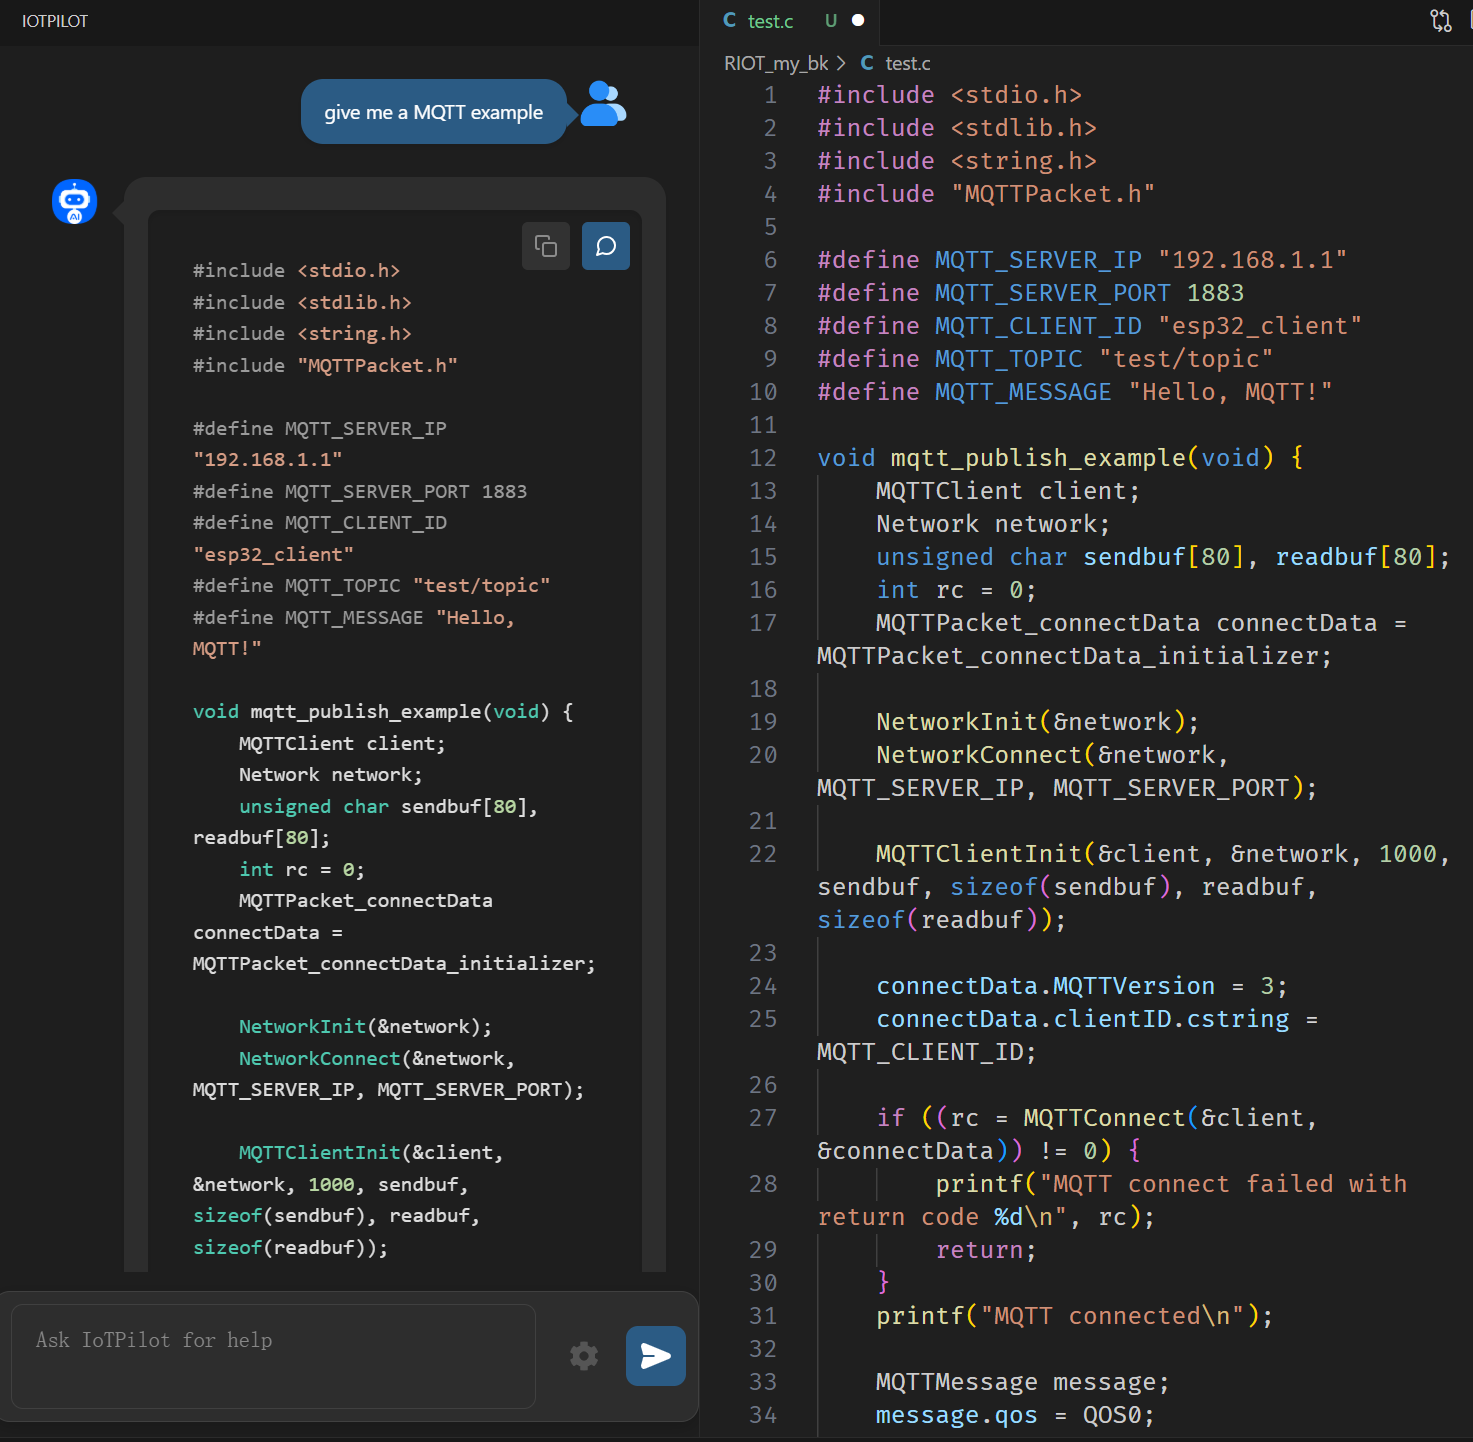 IOTPILOT
give me a MQTT example
AI
#include <stdio.h>
#include <stdlib.h>
#include <string.h>
#include "MQTTPacket.h"
#define MQTT_SERVER_IP
"192.168.1.1"
#define MQTT_SERVER_PORT 1883
#define MQTT_CLIENT_ID
"esp32_client"
#define MQTT_TOPIC "test/topic"
#define MQTT_MESSAGE "Hello,
MQTT!"
void mqtt_publish_example(void) {
    MQTTClient client;
    Network network;
    unsigned char sendbuf[80],
readbuf[80];
    int rc = 0;
    MQTTPacket_connectData
connectData =
MQTTPacket_connectData_initializer;
    NetworkInit(&network);
    NetworkConnect(&network,
MQTT_SERVER_IP, MQTT_SERVER_PORT);
    MQTTClientInit(&client,
&network, 1000, sendbuf,
sizeof(sendbuf), readbuf,
sizeof(readbuf));
Ask IoTPilot for help
C test.c U
RIOT_my_bk > C test.c
1 #include <stdio.h>
2 #include <stdlib.h>
3 #include <string.h>
4 #include "MQTTPacket.h"
5
6 #define MQTT_SERVER_IP "192.168.1.1"
7 #define MQTT_SERVER_PORT 1883
8 #define MQTT_CLIENT_ID "esp32_client"
9 #define MQTT_TOPIC "test/topic"
10 #define MQTT_MESSAGE "Hello, MQTT!"
11
12 void mqtt_publish_example(void) {
13     MQTTClient client;
14     Network network;
15     unsigned char sendbuf[80], readbuf[80];
16     int rc = 0;
17     MQTTPacket_connectData connectData =
MQTTPacket_connectData_initializer;
18
19     NetworkInit(&network);
20     NetworkConnect(&network,
MQTT_SERVER_IP, MQTT_SERVER_PORT);
21
22     MQTTClientInit(&client, &network, 1000,
sendbuf, sizeof(sendbuf), readbuf,
sizeof(readbuf));
23
24     connectData.MQTTVersion = 3;
25     connectData.clientID.cstring =
MQTT_CLIENT_ID;
26
27     if ((rc = MQTTConnect(&client,
&connectData)) != 0) {
28         printf("MQTT connect failed with
return code %d\n", rc);
29         return;
30     }
31     printf("MQTT connected\n");
32
33     MQTTMessage message;
34     message.qos = QOS0;